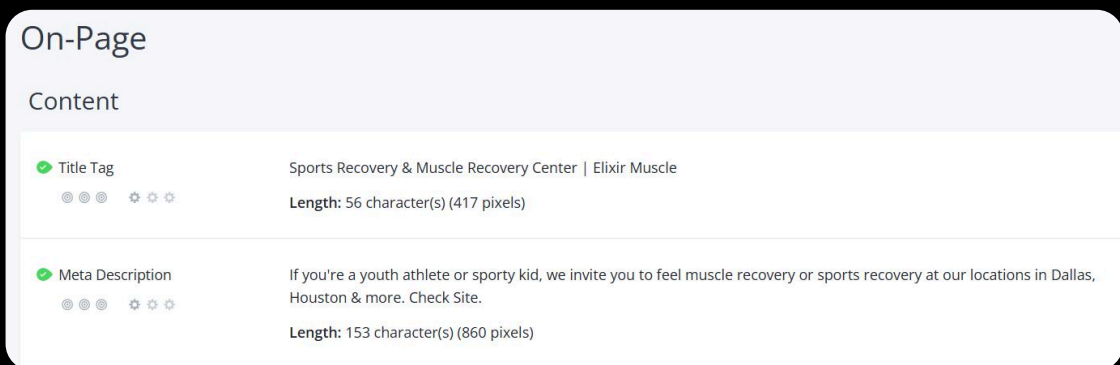 On-Page
Content
Title Tag
Sports Recovery & Muscle Recovery Center | Elixir Muscle
Length: 56 character(s) (417 pixels)
Meta Description
If you're a youth athlete or sporty kid, we invite you to feel muscle recovery or sports recovery at our locations in Dallas,
Houston & more. Check Site.
Length: 153 character(s) (860 pixels)